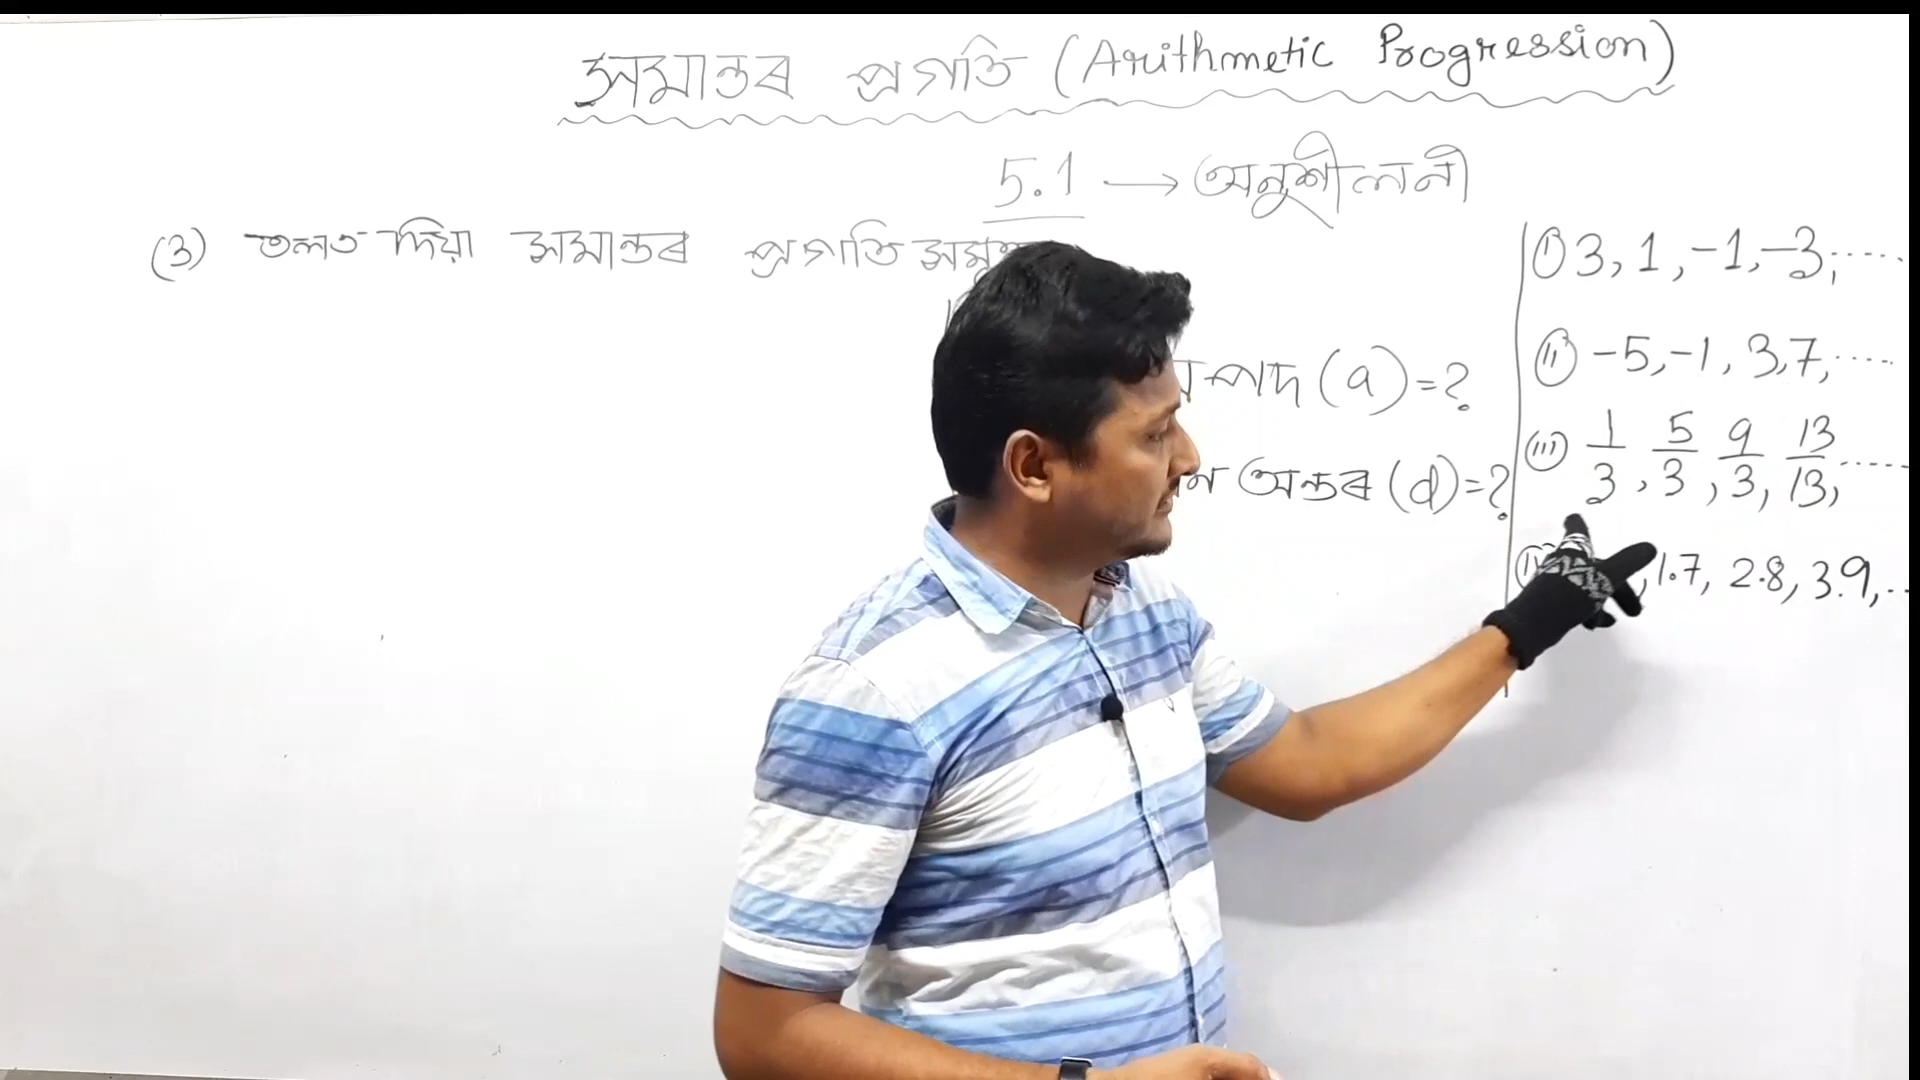 সমান্তৰ প্ৰগতি (Arithmetic Progression)
5.1 → অনুশীলনী
(3) তলত দিয়া সমান্তৰ প্ৰগতি
পদ (a) = ?
অন্তৰ (d) = ?
(i) 3, 1, -1, -3, .....
(ii) -5, -1, 3, 7, .....
(iii) 1/3, 5/3, 9/3, 13/13, .....
1.7, 2.8, 3.9, ..